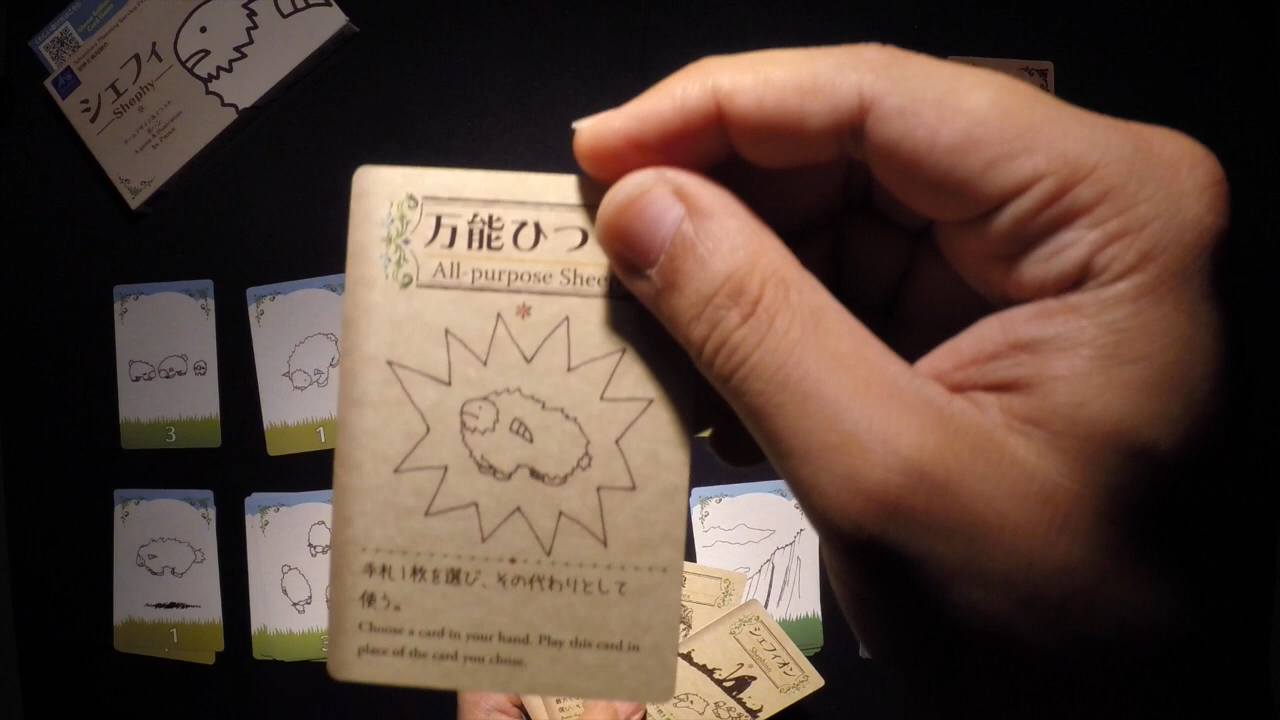 シェフィ
Shephy
万能ひつ
All-purpose Shee
手札1枚を選び、その代わりとして
使う。
Choose a card in your hand. Play this card in
place of the card you chose.
3
1
1
3
シェフィオン
Shephion